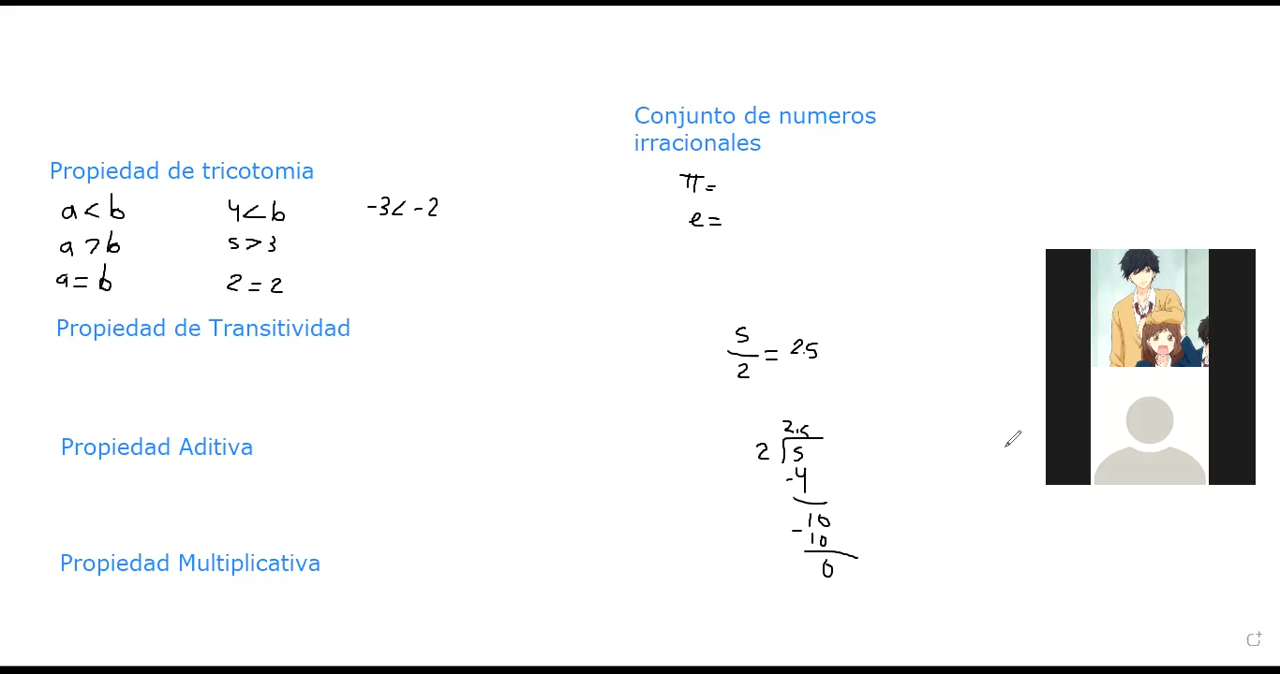 Propiedad de tricotomia
a < b 4 < b -3 < -2
a > b 5 > 3
a = b 2 = 2
Propiedad de Transitividad
Propiedad Aditiva
Propiedad Multiplicativa
Conjunto de numeros
irracionales
π =
e =
5
2
= 2.5
2.5
2 5
-4
-10
10
0